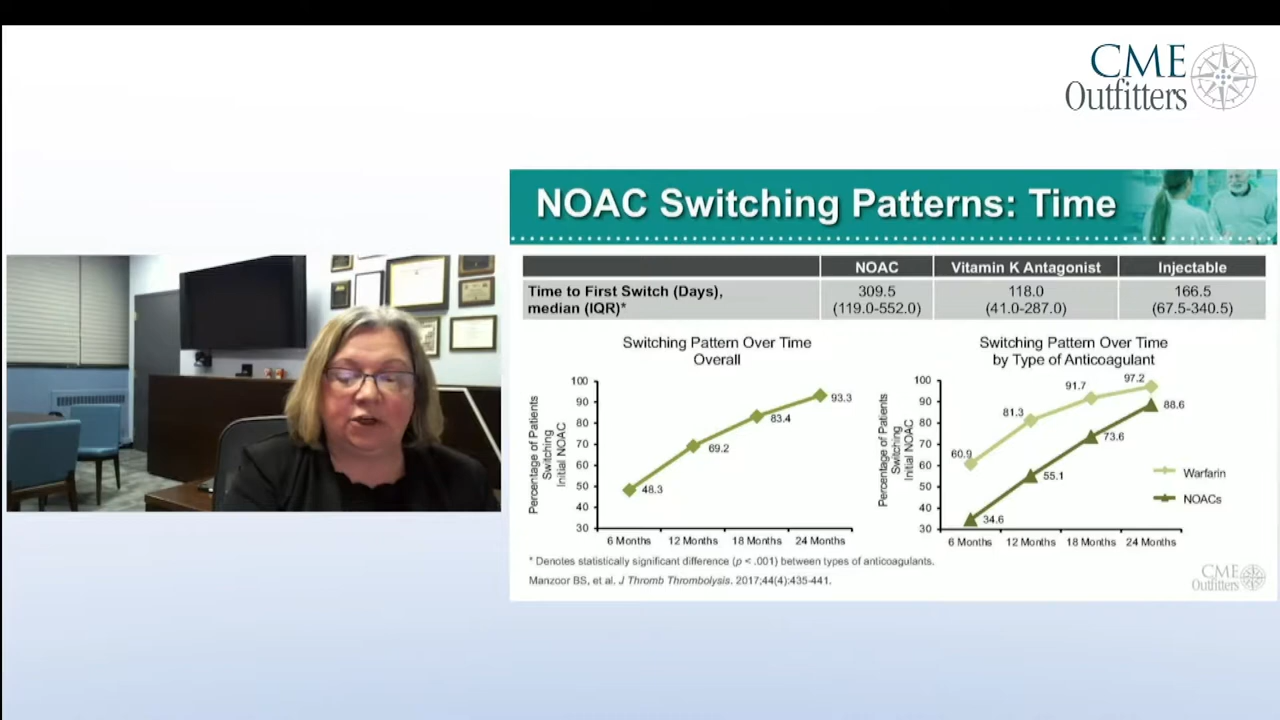 CME
Outfitters
NOAC Switching Patterns: Time
NOAC Vitamin K Antagonist Injectable
Time to First Switch (Days), 309.5 118.0 166.5
median (IQR)* (119.0-552.0) (41.0-287.0) (67.5-340.5)
Switching Pattern Over Time
Overall
Percentage of Patients
Switching
Initial NOAC
100
90
80
70
60
50
40
30
48.3
69.2
83.4
93.3
6 Months 12 Months 18 Months 24 Months
Switching Pattern Over Time
by Type of Anticoagulant
Percentage of Patients
Switching
Initial NOAC
100
90
80
70
60
50
40
30
60.9
81.3
91.7
97.2
34.6
55.1
73.6
88.6
Warfarin
NOACs
6 Months 12 Months 18 Months 24 Months
* Denotes statistically significant difference (p < .001) between types of anticoagulants.
Manzoor BS, et al. J Thromb Thrombolysis. 2017;44(4):435-441.
CME
Outfitters